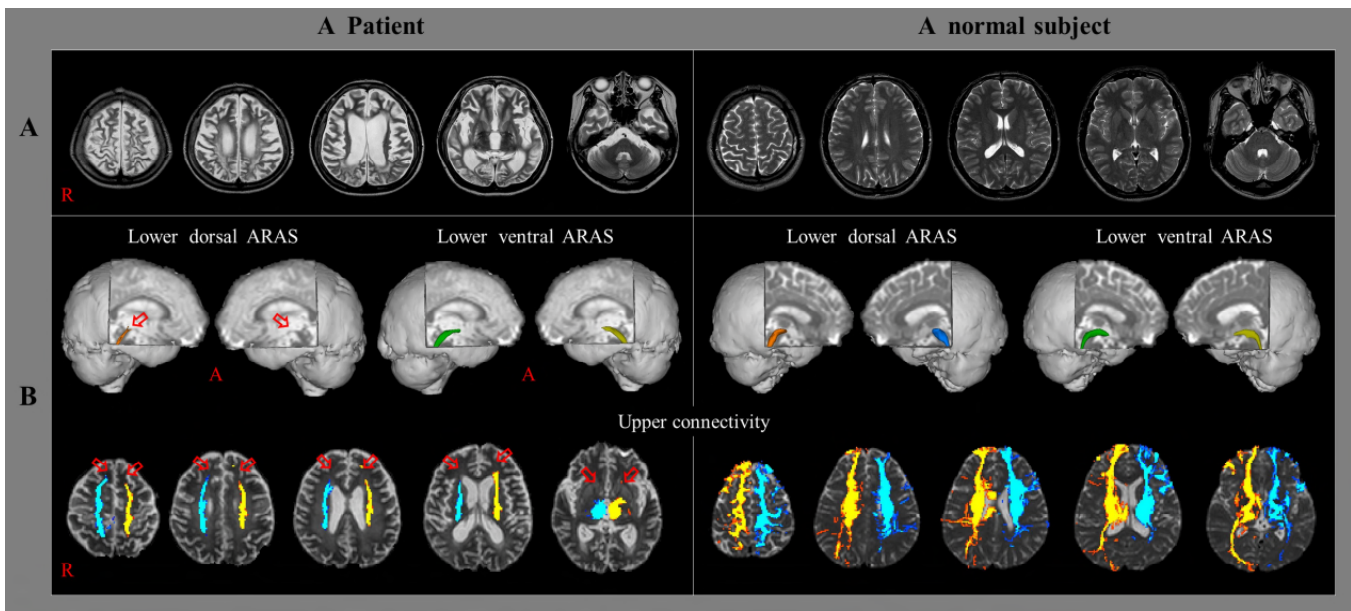 A Patient
A normal subject
A
R
Lower dorsal ARAS
Lower ventral ARAS
Lower dorsal ARAS
Lower ventral ARAS
A
A
B
Upper connectivity
R